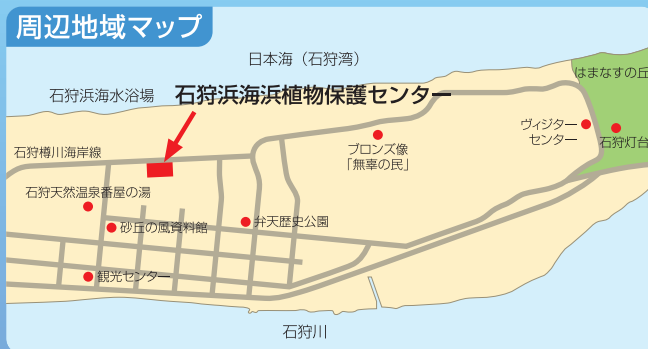 周辺地域マップ
日本海（石狩湾）
はまなすの丘
石狩浜海水浴場
石狩浜海浜植物保護センター
ヴィジター
センター
石狩灯台
ブロンズ像
「無辜の民」
石狩樽川海岸線
石狩天然温泉番屋の湯
砂丘の風資料館
弁天歴史公園
観光センター
石狩川